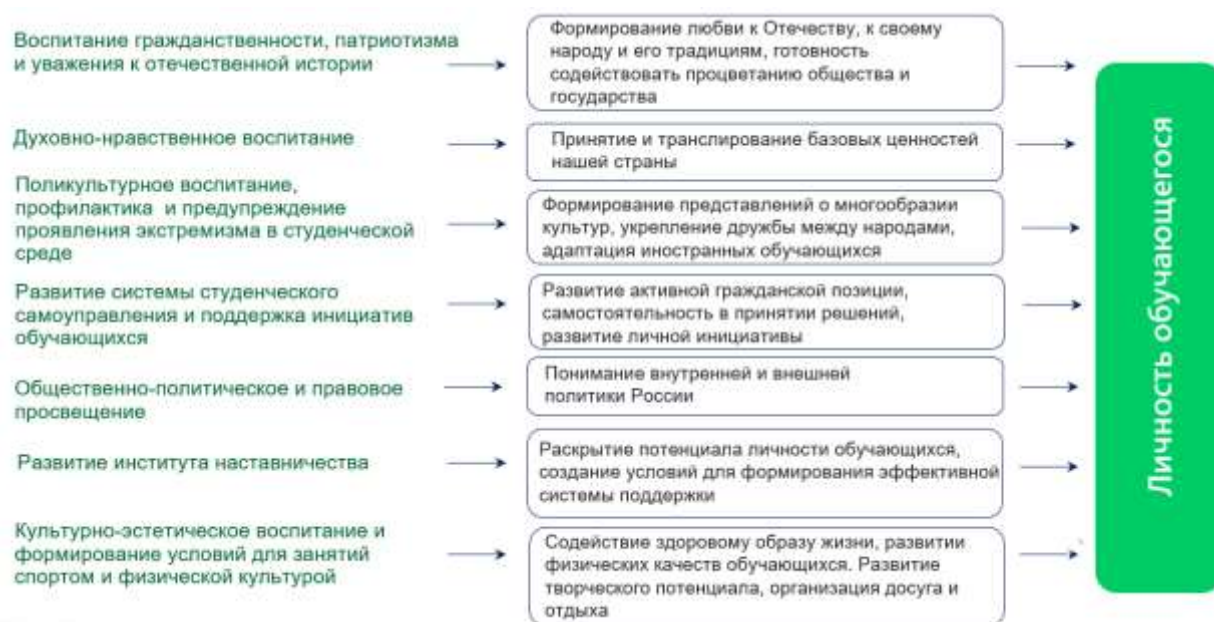 Воспитание гражданственности, патриотизма
и уважения к отечественной истории
Формирование любви к Отечеству, к своему
народу и его традициям, готовность
содействовать процветанию общества и
государства
Духовно-нравственное воспитание
Принятие и транслирование базовых ценностей
нашей страны
Поликультурное воспитание,
профилактика и предупреждение
проявления экстремизма в студенческой
среде
Формирование представлений о многообразии
культур, укрепление дружбы между народами,
адаптация иностранных обучающихся
Развитие системы студенческого
самоуправления и поддержка инициатив
обучающихся
Развитие активной гражданской позиции,
самостоятельность в принятии решений,
развитие личной инициативы
Общественно-политическое и правовое
просвещение
Понимание внутренней и внешней
политики России
Развитие института наставничества
Раскрытие потенциала личности обучающихся,
создание условий для формирования эффективной
системы поддержки
Культурно-эстетическое воспитание и
формирование условий для занятий
спортом и физической культурой
Содействие здоровому образу жизни, развитии
физических качеств обучающихся. Развитие
творческого потенциала, организация досуга и
отдыха
Личность обучающегося